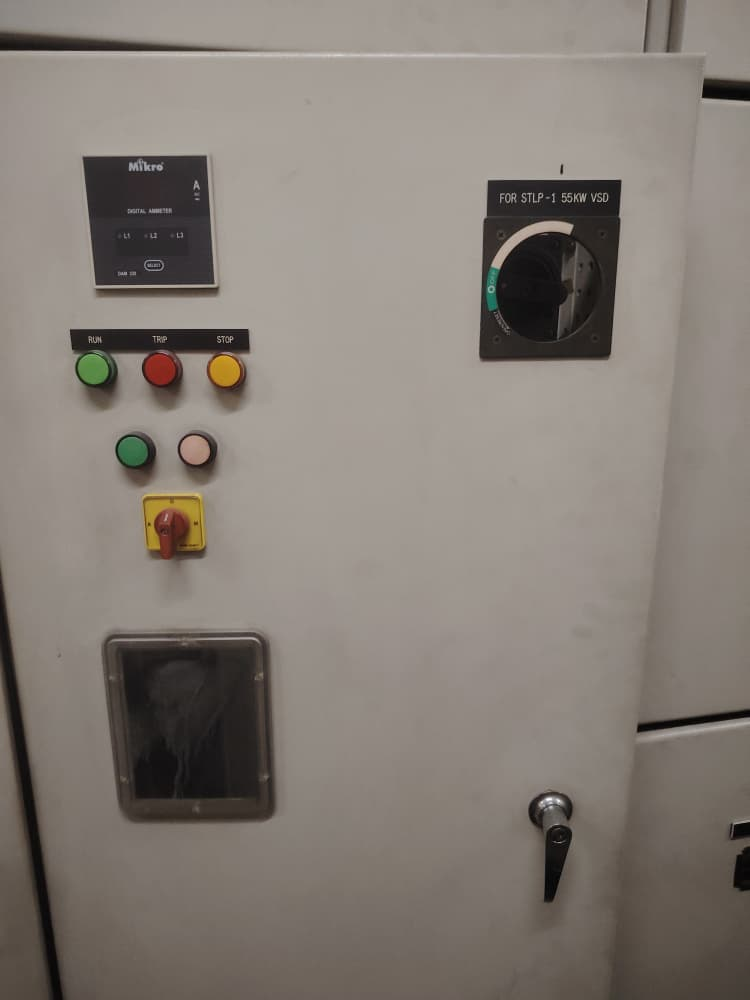 Mikro
A
DIGITAL AMMETER
L1 L2 L3
SELECT
FOR STLP-1 55KW VSD
RUN TRIP STOP
O
A M